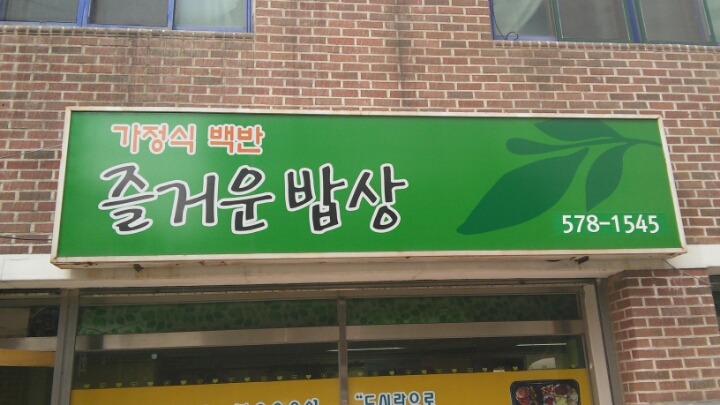 가정식 백반
즐거운 밥상
578-1545
"도시락으로